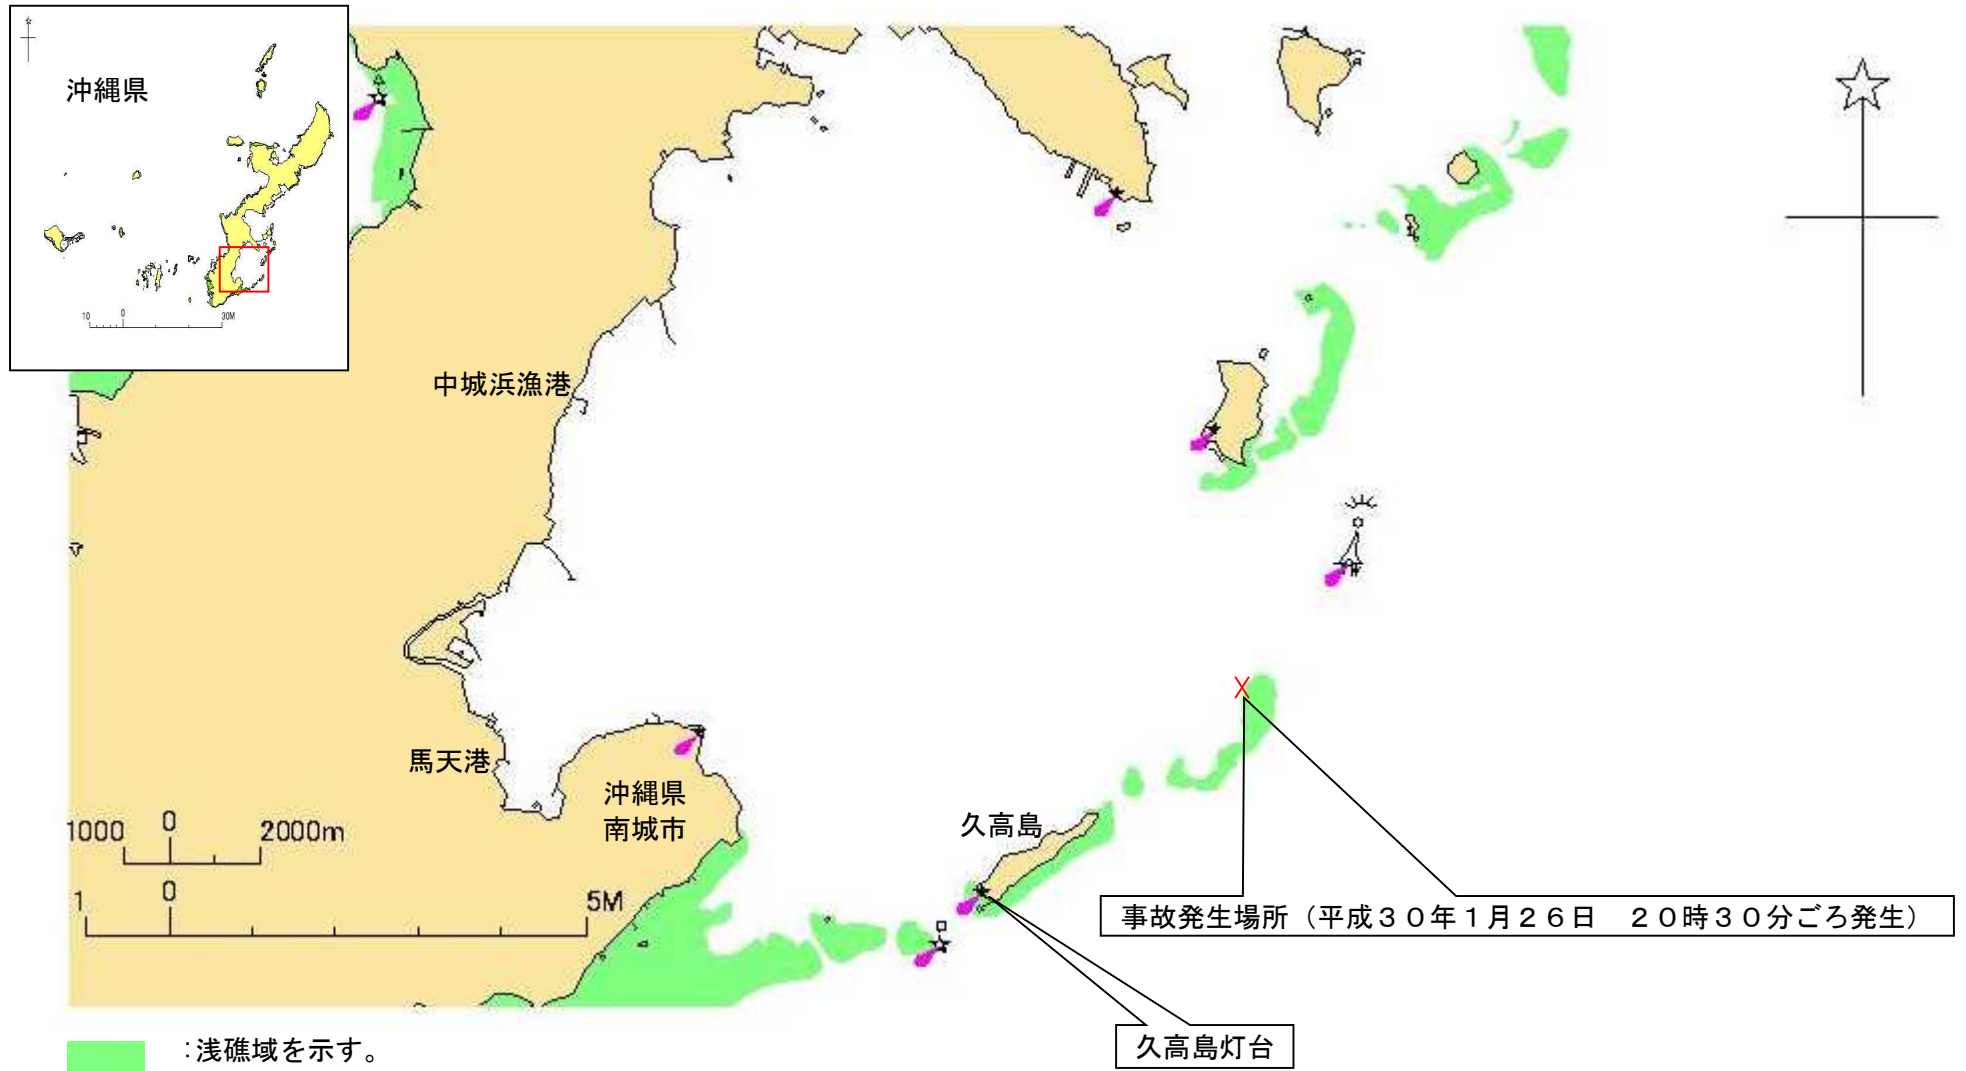 沖縄県
10 0 30M
中城浜漁港
馬天港
沖縄県
南城市
久高島
1000 0 2000m
1 0 5M
事故発生場所（平成３０年１月２６日　２０時３０分ごろ発生）
久高島灯台
:浅礁域を示す。